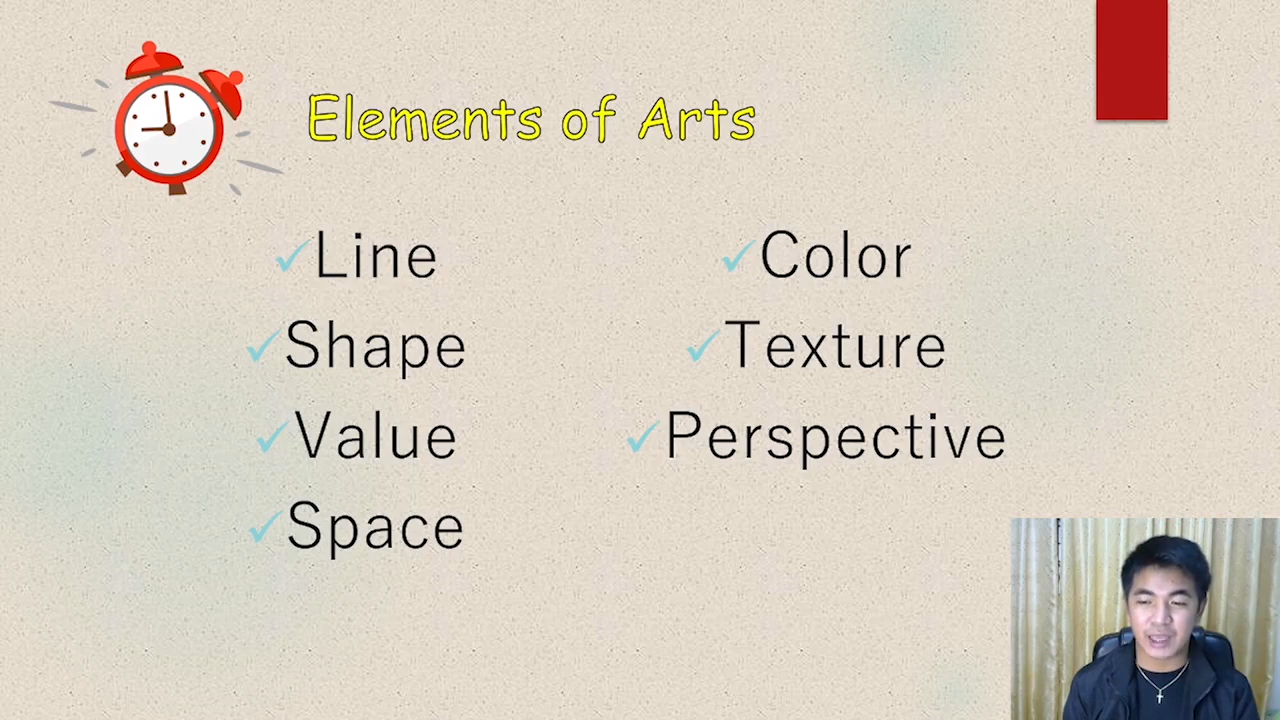 Elements of Arts
Line
Shape
Value
Space
Color
Texture
Perspective